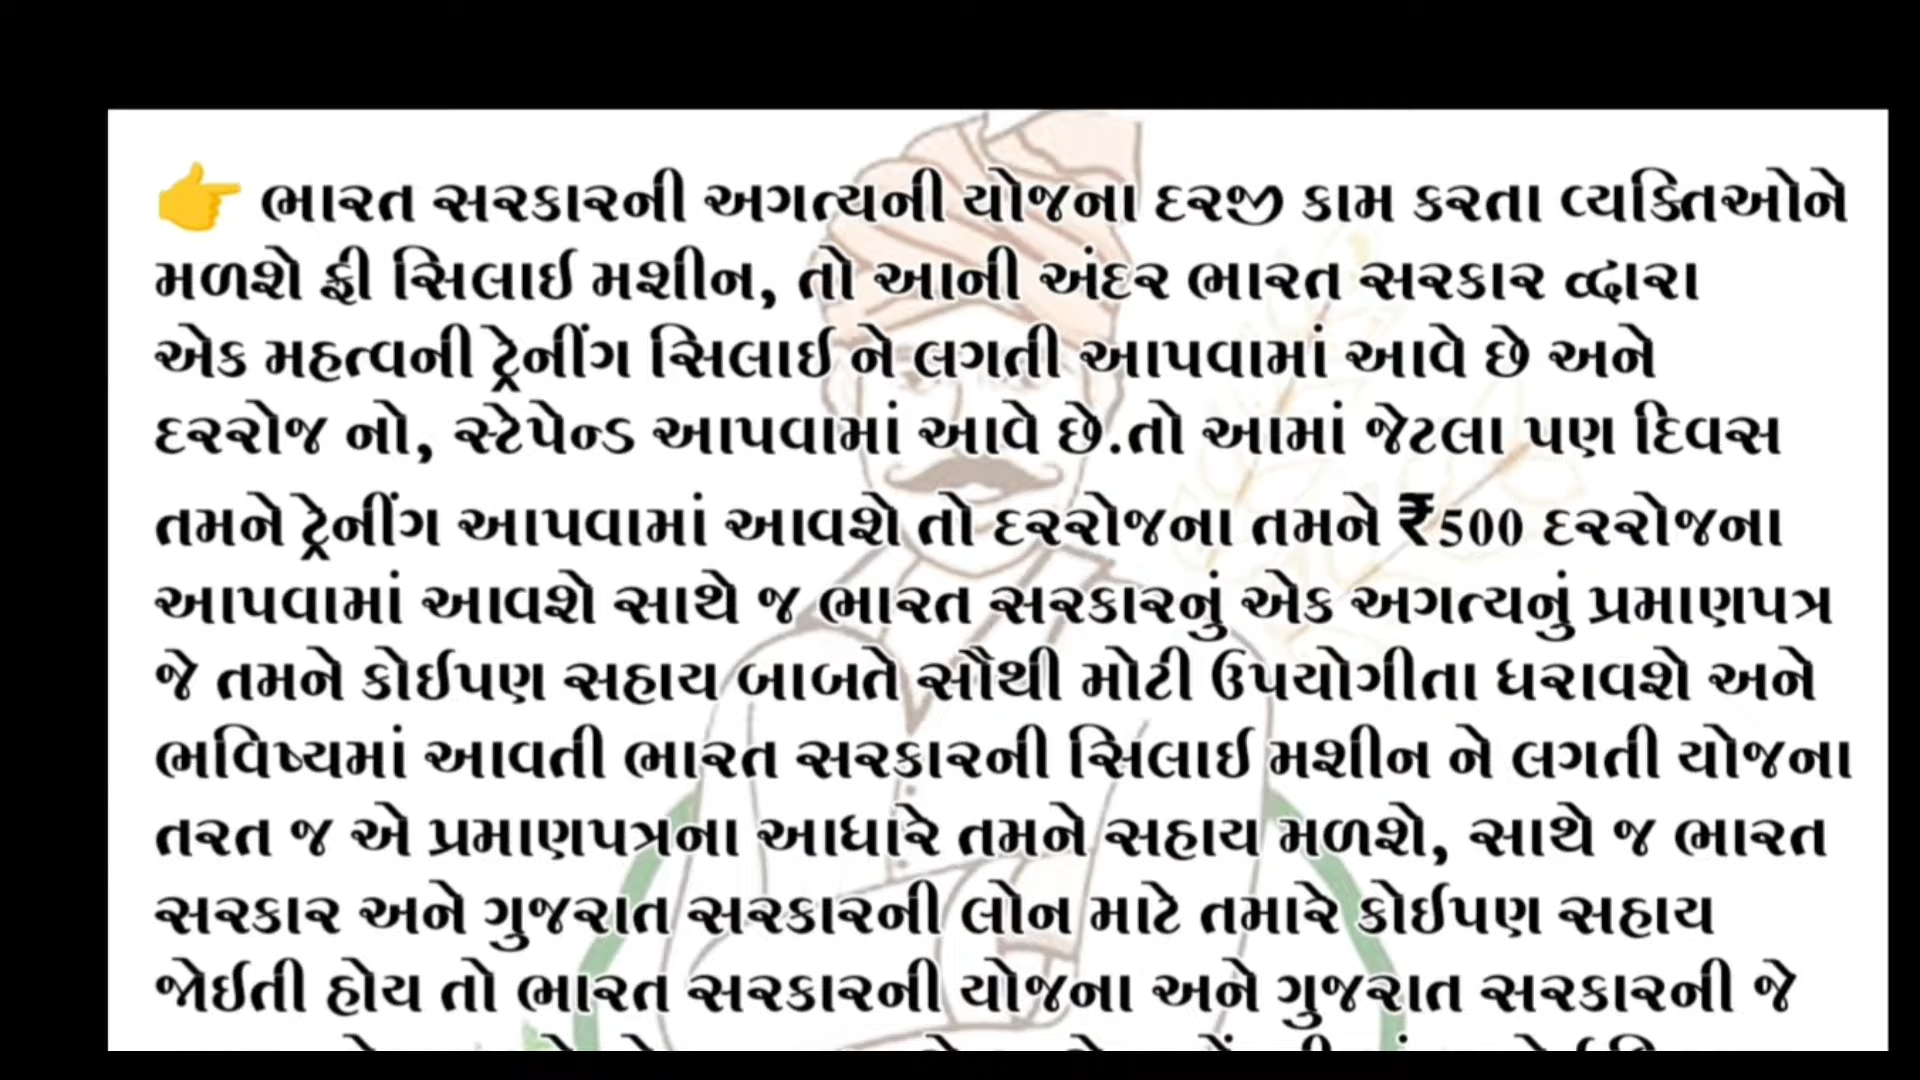 👉 ભારત સરકારની અગત્યની યોજના દરજી કામ કરતા વ્યક્તિઓને
મળશે ફ્રી સિલાઈ મશીન, તો આની અંદર ભારત સરકાર વ્દારા
એક મહત્વની ટ્રેનીંગ સિલાઈ ને લગતી આપવામાં આવે છે અને
દરરોજ નો, સ્ટેપેન્ડ આપવામાં આવે છે.તો આમાં જેટલા પણ દિવસ
તમને ટ્રેનીંગ આપવામાં આવશે તો દરરોજના તમને ₹500 દરરોજના
આપવામાં આવશે સાથે જ ભારત સરકારનું એક અગત્યનું પ્રમાણપત્ર
જે તમને કોઈપણ સહાય બાબતે સૌથી મોટી ઉપયોગીતા ધરાવશે અને
ભવિષ્યમાં આવતી ભારત સરકારની સિલાઈ મશીન ને લગતી યોજના
તરત જ એ પ્રમાણપત્રના આધારે તમને સહાય મળશે, સાથે જ ભારત
સરકાર અને ગુજરાત સરકારની લોન માટે તમારે કોઈપણ સહાય
જોઈતી હોય તો ભારત સરકારની યોજના અને ગુજરાત સરકારની જે